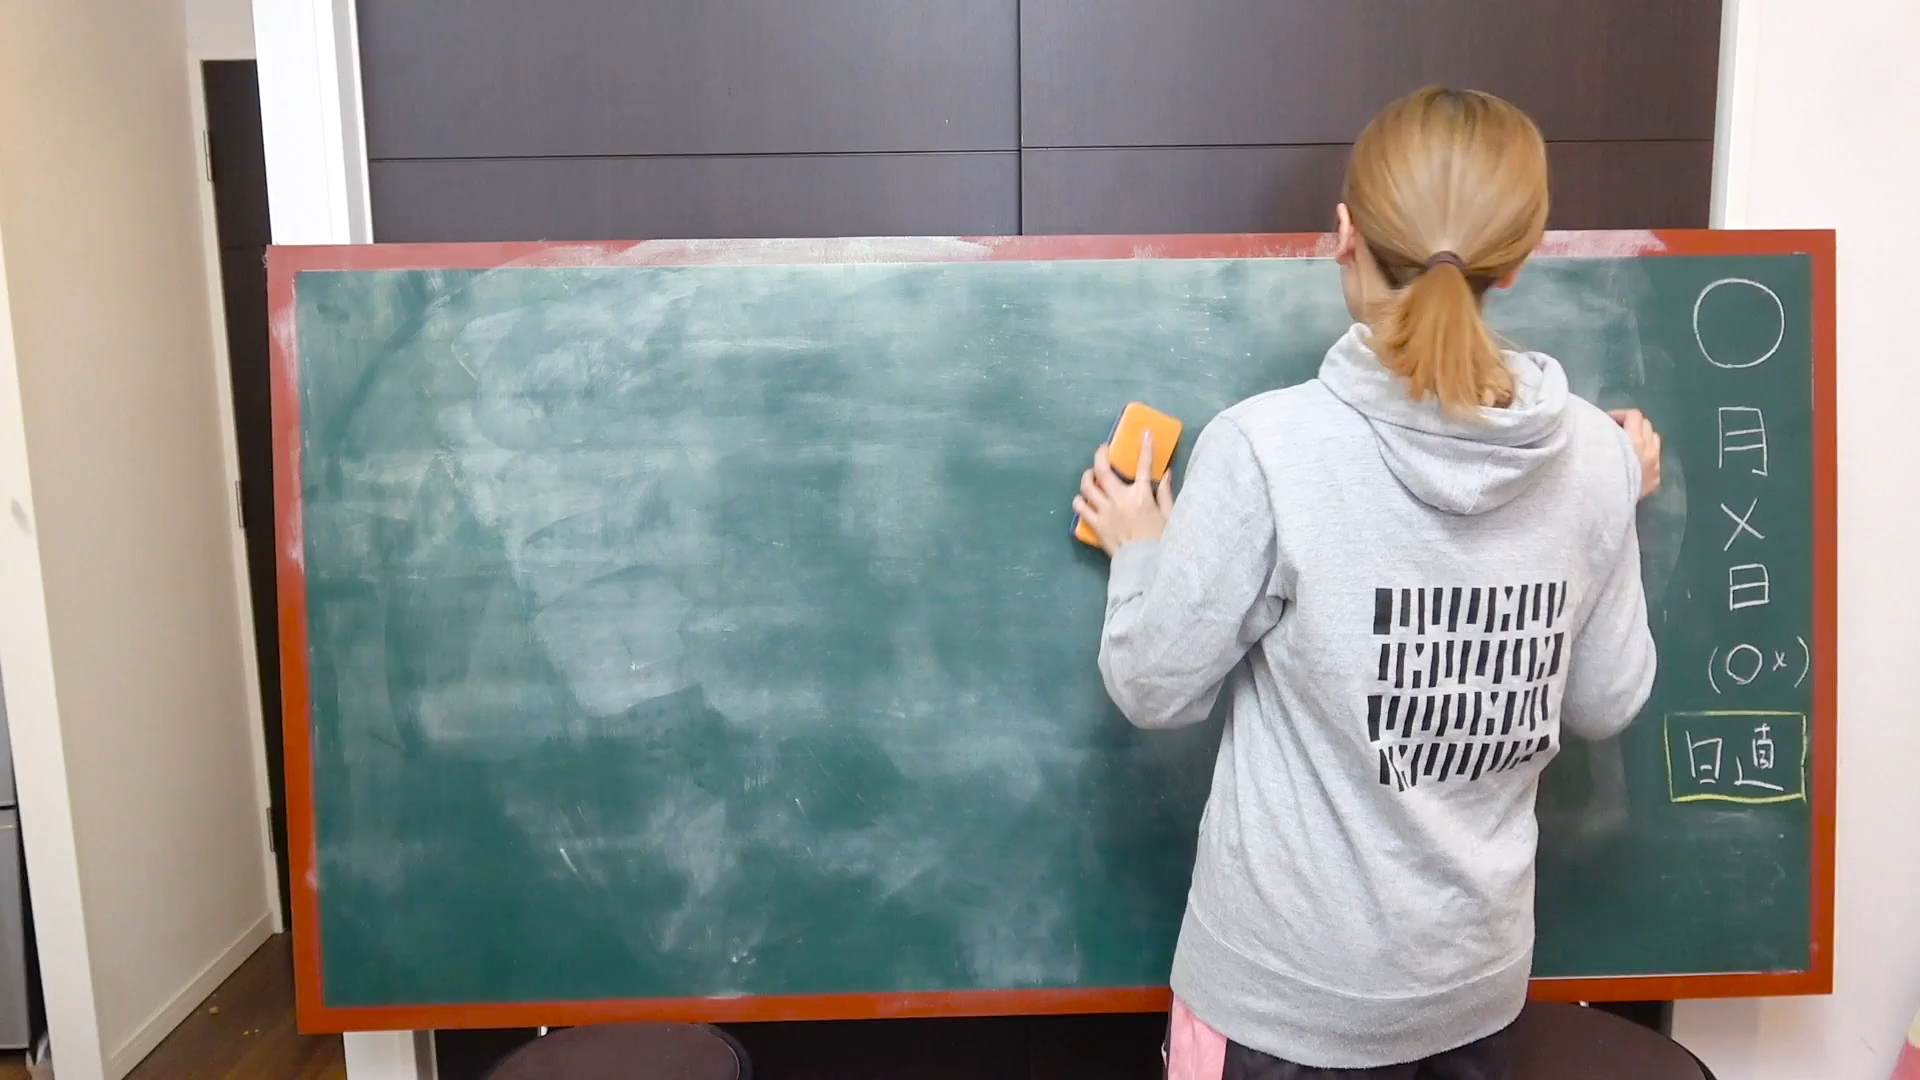 ○
月
×
日
(○×)
日直